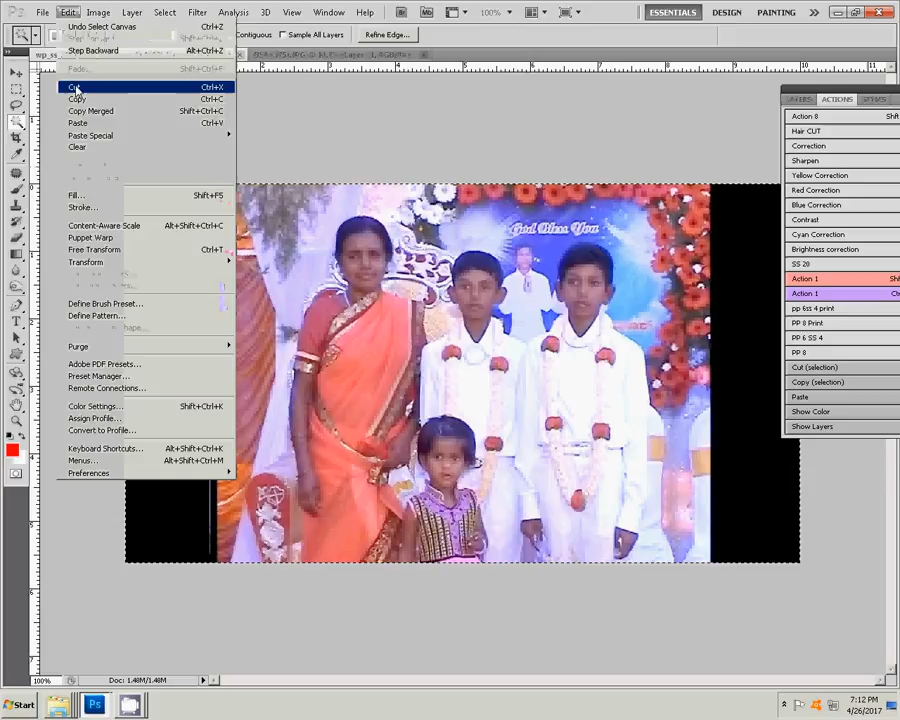 File Edit Image Layer Select Filter Analysis 3D View Window Help 100% ESSENTIALS DESIGN PAINTING
Contiguous Sample All Layers Refine Edge...
Undo Select Canvas Ctrl+Z
Step Backward Alt+Ctrl+Z
Fade... Shift+Ctrl+F
Cut Ctrl+X
Copy Ctrl+C
Copy Merged Shift+Ctrl+C
Paste Ctrl+V
Paste Special
Clear
Fill... Shift+F5
Stroke...
Content-Aware Scale Alt+Shift+Ctrl+C
Puppet Warp
Free Transform Ctrl+T
Transform
Define Brush Preset...
Define Pattern...
Purge
Adobe PDF Presets...
Preset Manager...
Remote Connections...
Color Settings... Shift+Ctrl+K
Assign Profile...
Convert to Profile...
Keyboard Shortcuts... Alt+Shift+Ctrl+K
Menus... Alt+Shift+Ctrl+M
Preferences
God Bless You
LAYERS ACTIONS STYLES
Action 8
Hair CUT
Correction
Sharpen
Yellow Correction
Red Correction
Blue Correction
Contrast
Cyan Correction
Brightness correction
SS 20
Action 1
Action 1
pp 6ss 4 print
PP 8 Print
PP 6 SS 4
PP 8
Cut (selection)
Copy (selection)
Paste
Show Color
Show Layers
100% Doc: 1.48M/1.48M
Start
7:12 PM
4/26/2017